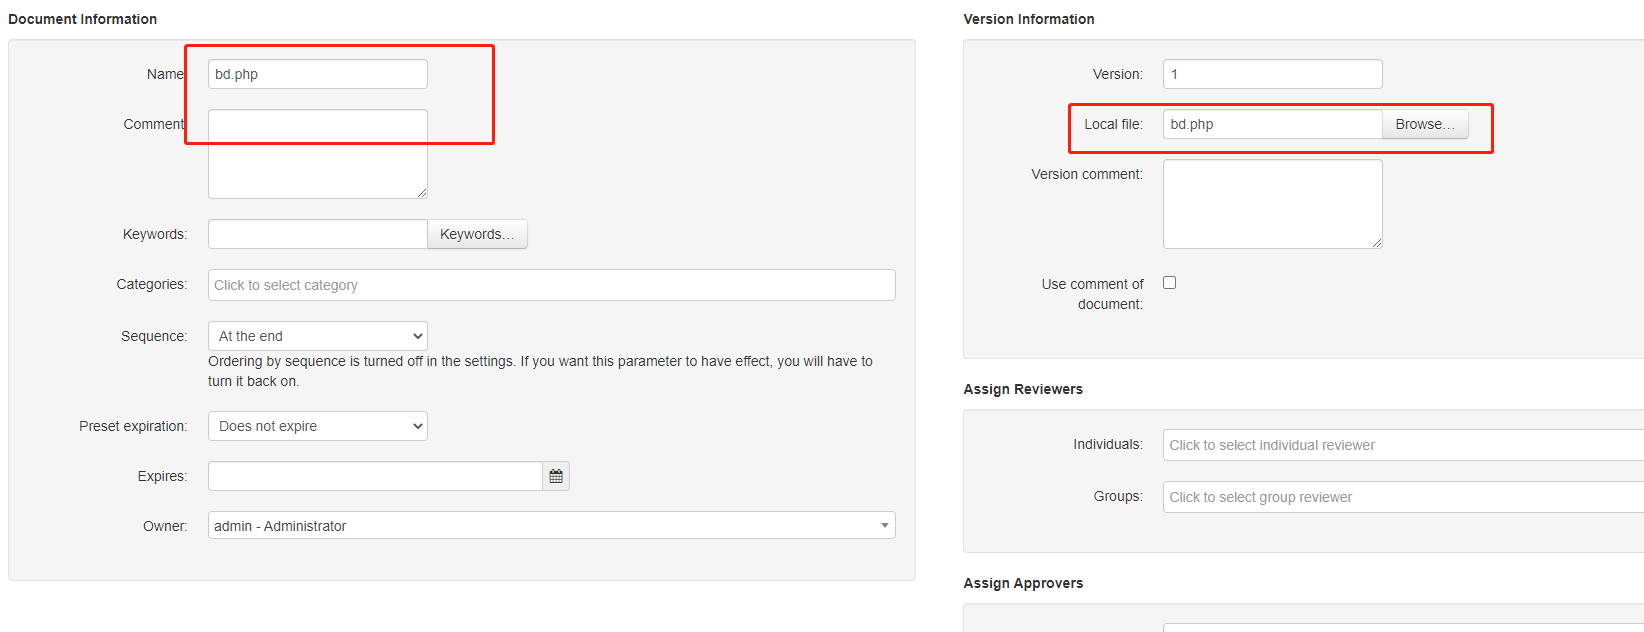 Document Information
Name
bd.php
Comment
Keywords:
Keywords...
Categories:
Click to select category
Sequence:
At the end
Ordering by sequence is turned off in the settings. If you want this parameter to have effect, you will have to
turn it back on.
Preset expiration:
Does not expire
Expires:
Owner:
admin - Administrator
Version Information
Version:
1
Local file:
bd.php
Browse...
Version comment:
Use comment of
document:
Assign Reviewers
Individuals:
Click to select individual reviewer
Groups:
Click to select group reviewer
Assign Approvers